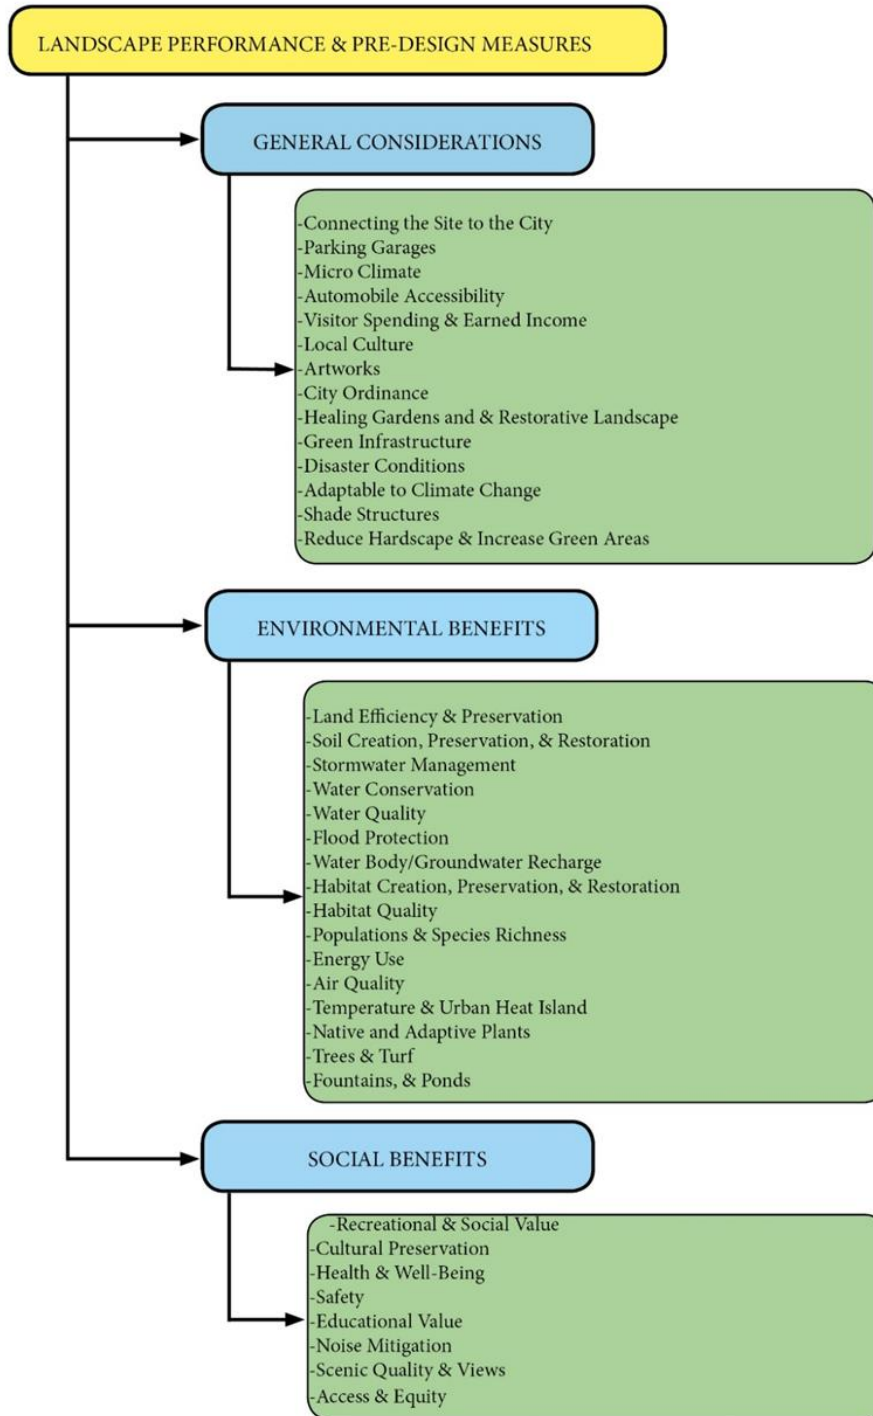 LANDSCAPE PERFORMANCE & PRE-DESIGN MEASURES
GENERAL CONSIDERATIONS
-Connecting the Site to the City
-Parking Garages
-Micro Climate
-Automobile Accessibility
-Visitor Spending & Earned Income
-Local Culture
-Artworks
-City Ordinance
-Healing Gardens and & Restorative Landscape
-Green Infrastructure
-Disaster Conditions
-Adaptable to Climate Change
-Shade Structures
-Reduce Hardscape & Increase Green Areas
ENVIRONMENTAL BENEFITS
-Land Efficiency & Preservation
-Soil Creation, Preservation, & Restoration
-Stormwater Management
-Water Conservation
-Water Quality
-Flood Protection
-Water Body/Groundwater Recharge
-Habitat Creation, Preservation, & Restoration
-Habitat Quality
-Populations & Species Richness
-Energy Use
-Air Quality
-Temperature & Urban Heat Island
-Native and Adaptive Plants
-Trees & Turf
-Fountains, & Ponds
SOCIAL BENEFITS
-Recreational & Social Value
-Cultural Preservation
-Health & Well-Being
-Safety
-Educational Value
-Noise Mitigation
-Scenic Quality & Views
-Access & Equity